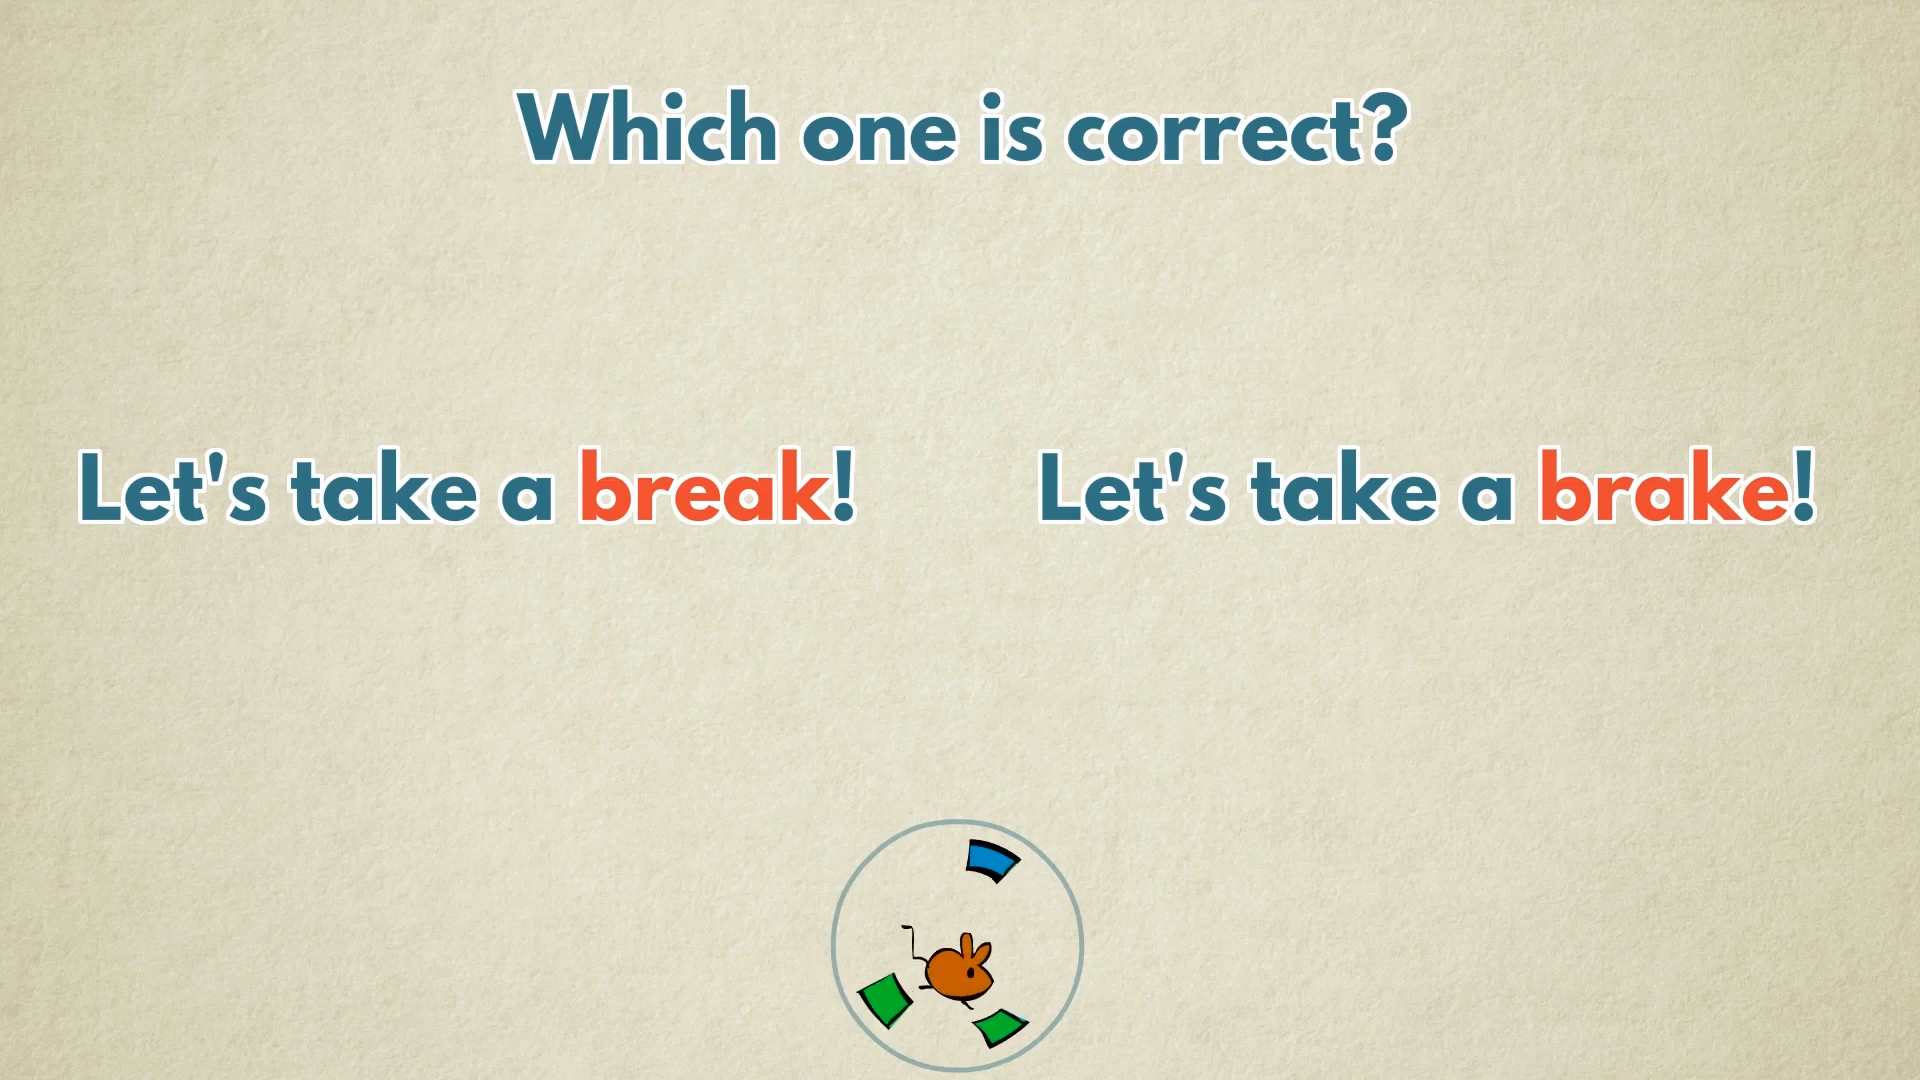 Which one is correct?
Let's take a break!
Let's take a brake!